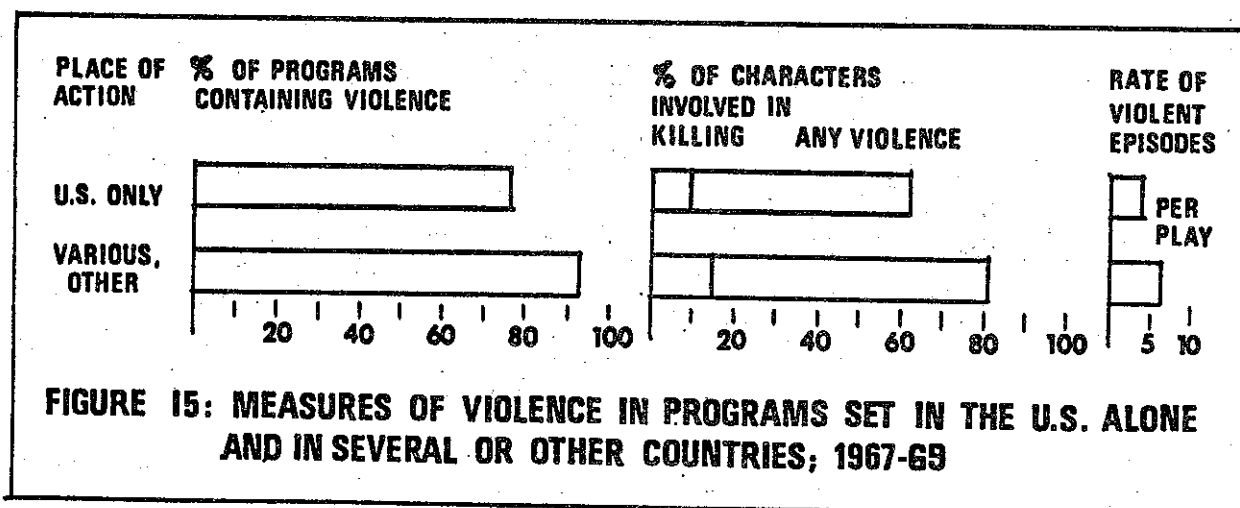 PLACE OF ACTION
% OF PROGRAMS CONTAINING VIOLENCE
% OF CHARACTERS
INVOLVED IN
KILLING ANY VIOLENCE
RATE OF
VIOLENT
EPISODES
U.S. ONLY
PER
PLAY
VARIOUS,
OTHER
20 40 60 80 100
20 40 60 80 100
5 10
FIGURE 15: MEASURES OF VIOLENCE IN PROGRAMS SET IN THE U.S. ALONE
AND IN SEVERAL OR OTHER COUNTRIES; 1967-69